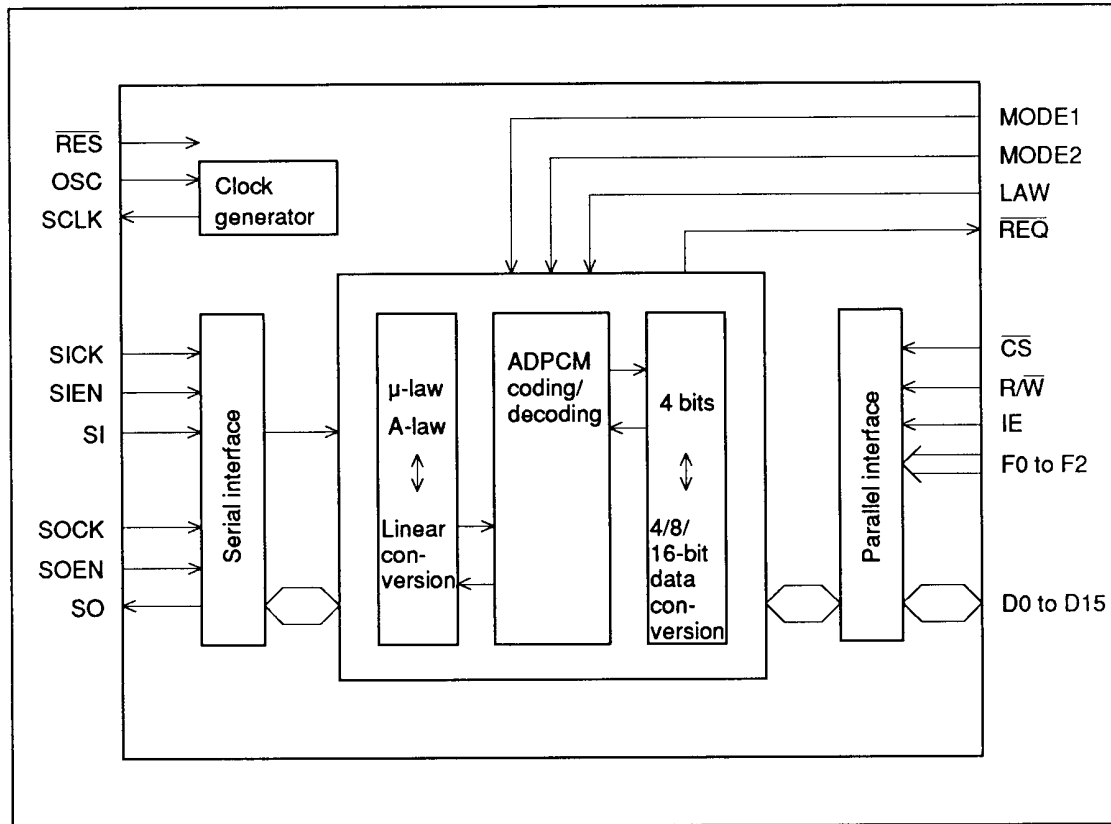 RES
OSC
SCLK
Clock
generator
MODE1
MODE2
LAW
REQ
SICK
SIEN
SI
SOCK
SOEN
SO
Serial interface
μ-law
A-law
Linear
con-
version
ADPCM
coding/
decoding
4 bits
4/8/
16-bit
data
con-
version
Parallel interface
CS
R/W
IE
F0 to F2
D0 to D15